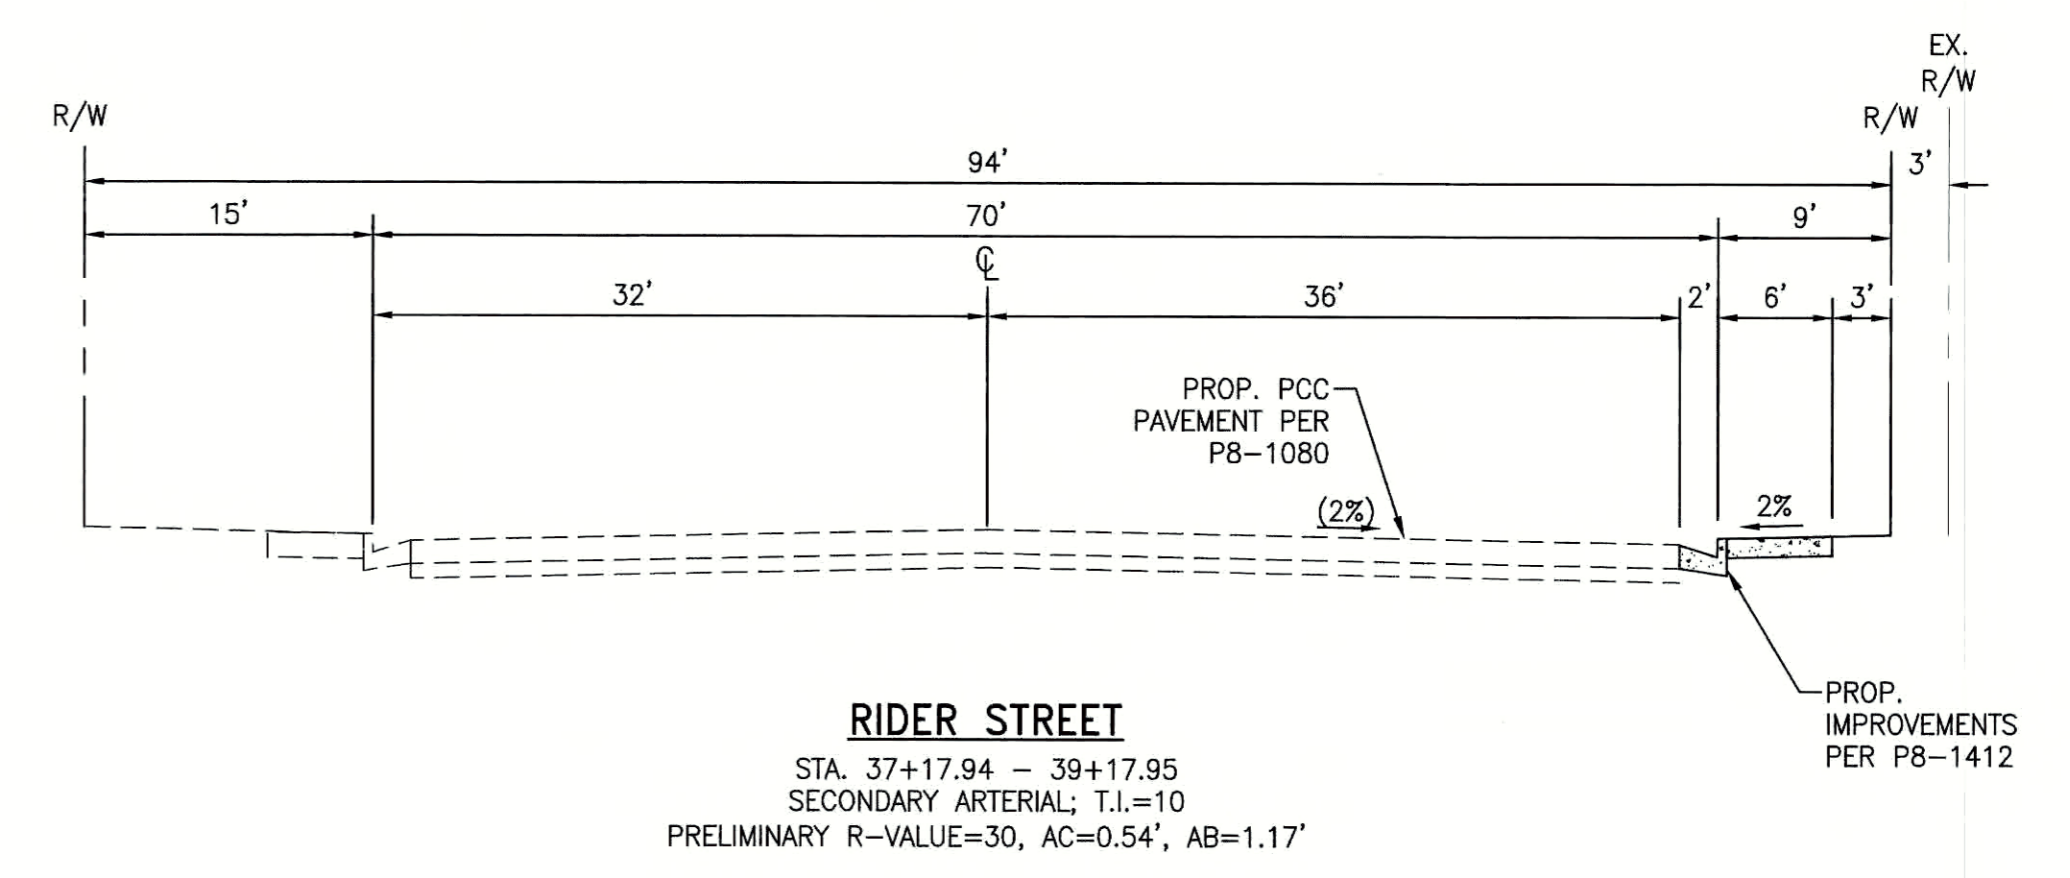 EX.
R/W
R/W
R/W
94'
3'
15'
70'
9'
℄
32'
36'
2'
6'
3'
PROP. PCC
PAVEMENT PER
P8-1080
(2%)
2%
PROP.
IMPROVEMENTS
PER P8-1412
RIDER STREET
STA. 37+17.94 - 39+17.95
SECONDARY ARTERIAL; T.I.=10
PRELIMINARY R-VALUE=30, AC=0.54', AB=1.17'